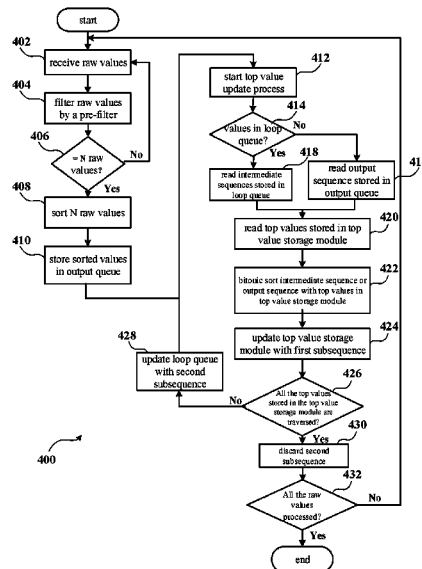 start
402
receive raw values
404
filter raw values
by a pre-filter
406
= N raw
values?
No
Yes
408
sort N raw values
410
store sorted values
in output queue
412
start top value
update process
414
values in loop
queue?
No
Yes
418
read intermediate
sequences stored in
loop queue
41
read output
sequence stored in
output queue
420
read top values stored in top
value storage module
422
bitouic sort intermediate sequence or
output sequence with top values in
top value storage module
424
update top value storage
module with first subsequence
428
update loop queue
with second
subsequence
426
All the top values
stored in the top value
storage module are
traversed?
No
Yes
430
discard second
subsequence
432
All the raw
values
processed?
No
Yes
end
400